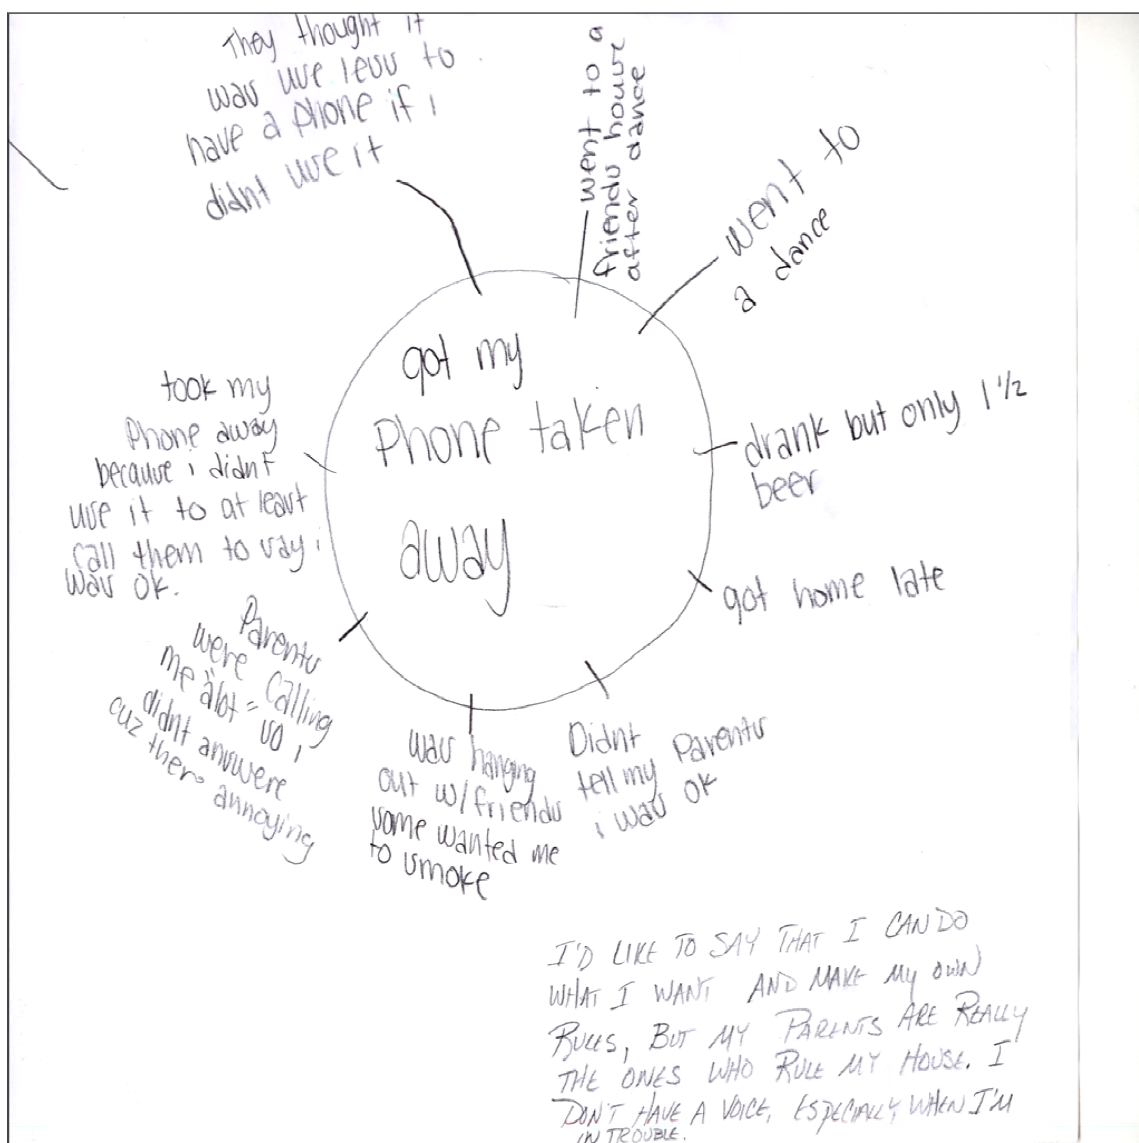 got my
Phone taken
away
went to a
friends house
after dance
went to
a dance
drank but only 1 1/2
beer
got home late
Didnt
tell my Parents
i was ok
was hanging
out w/friends
some wanted me
to smoke
Parents
were calling
me "alot" so i
didnt answere
cuz there annoying
took my
Phone away
because i didnt
use it to at least
call them to say i
was ok.
They thought it
was use less to
have a phone if i
didnt use it
I'D LIKE TO SAY THAT I CAN DO
WHAT I WANT AND MAKE MY OWN
RULES, BUT MY PARENTS ARE REALLY
THE ONES WHO RULE MY HOUSE. I
DON'T HAVE A VOICE, ESPECIALLY WHEN I'M
IN TROUBLE.